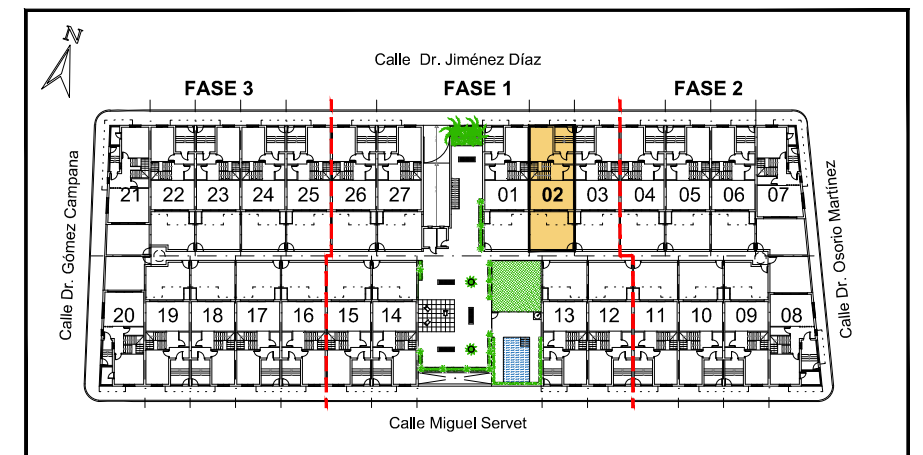 N
Calle Dr. Jiménez Díaz
FASE 3 FASE 1 FASE 2
21 22 23 24 25 26 27 01 02 03 04 05 06 07
Calle Dr. Gómez Campana
Calle Dr. Osorio Martínez
20 19 18 17 16 15 14 13 12 11 10 09 08
Calle Miguel Servet